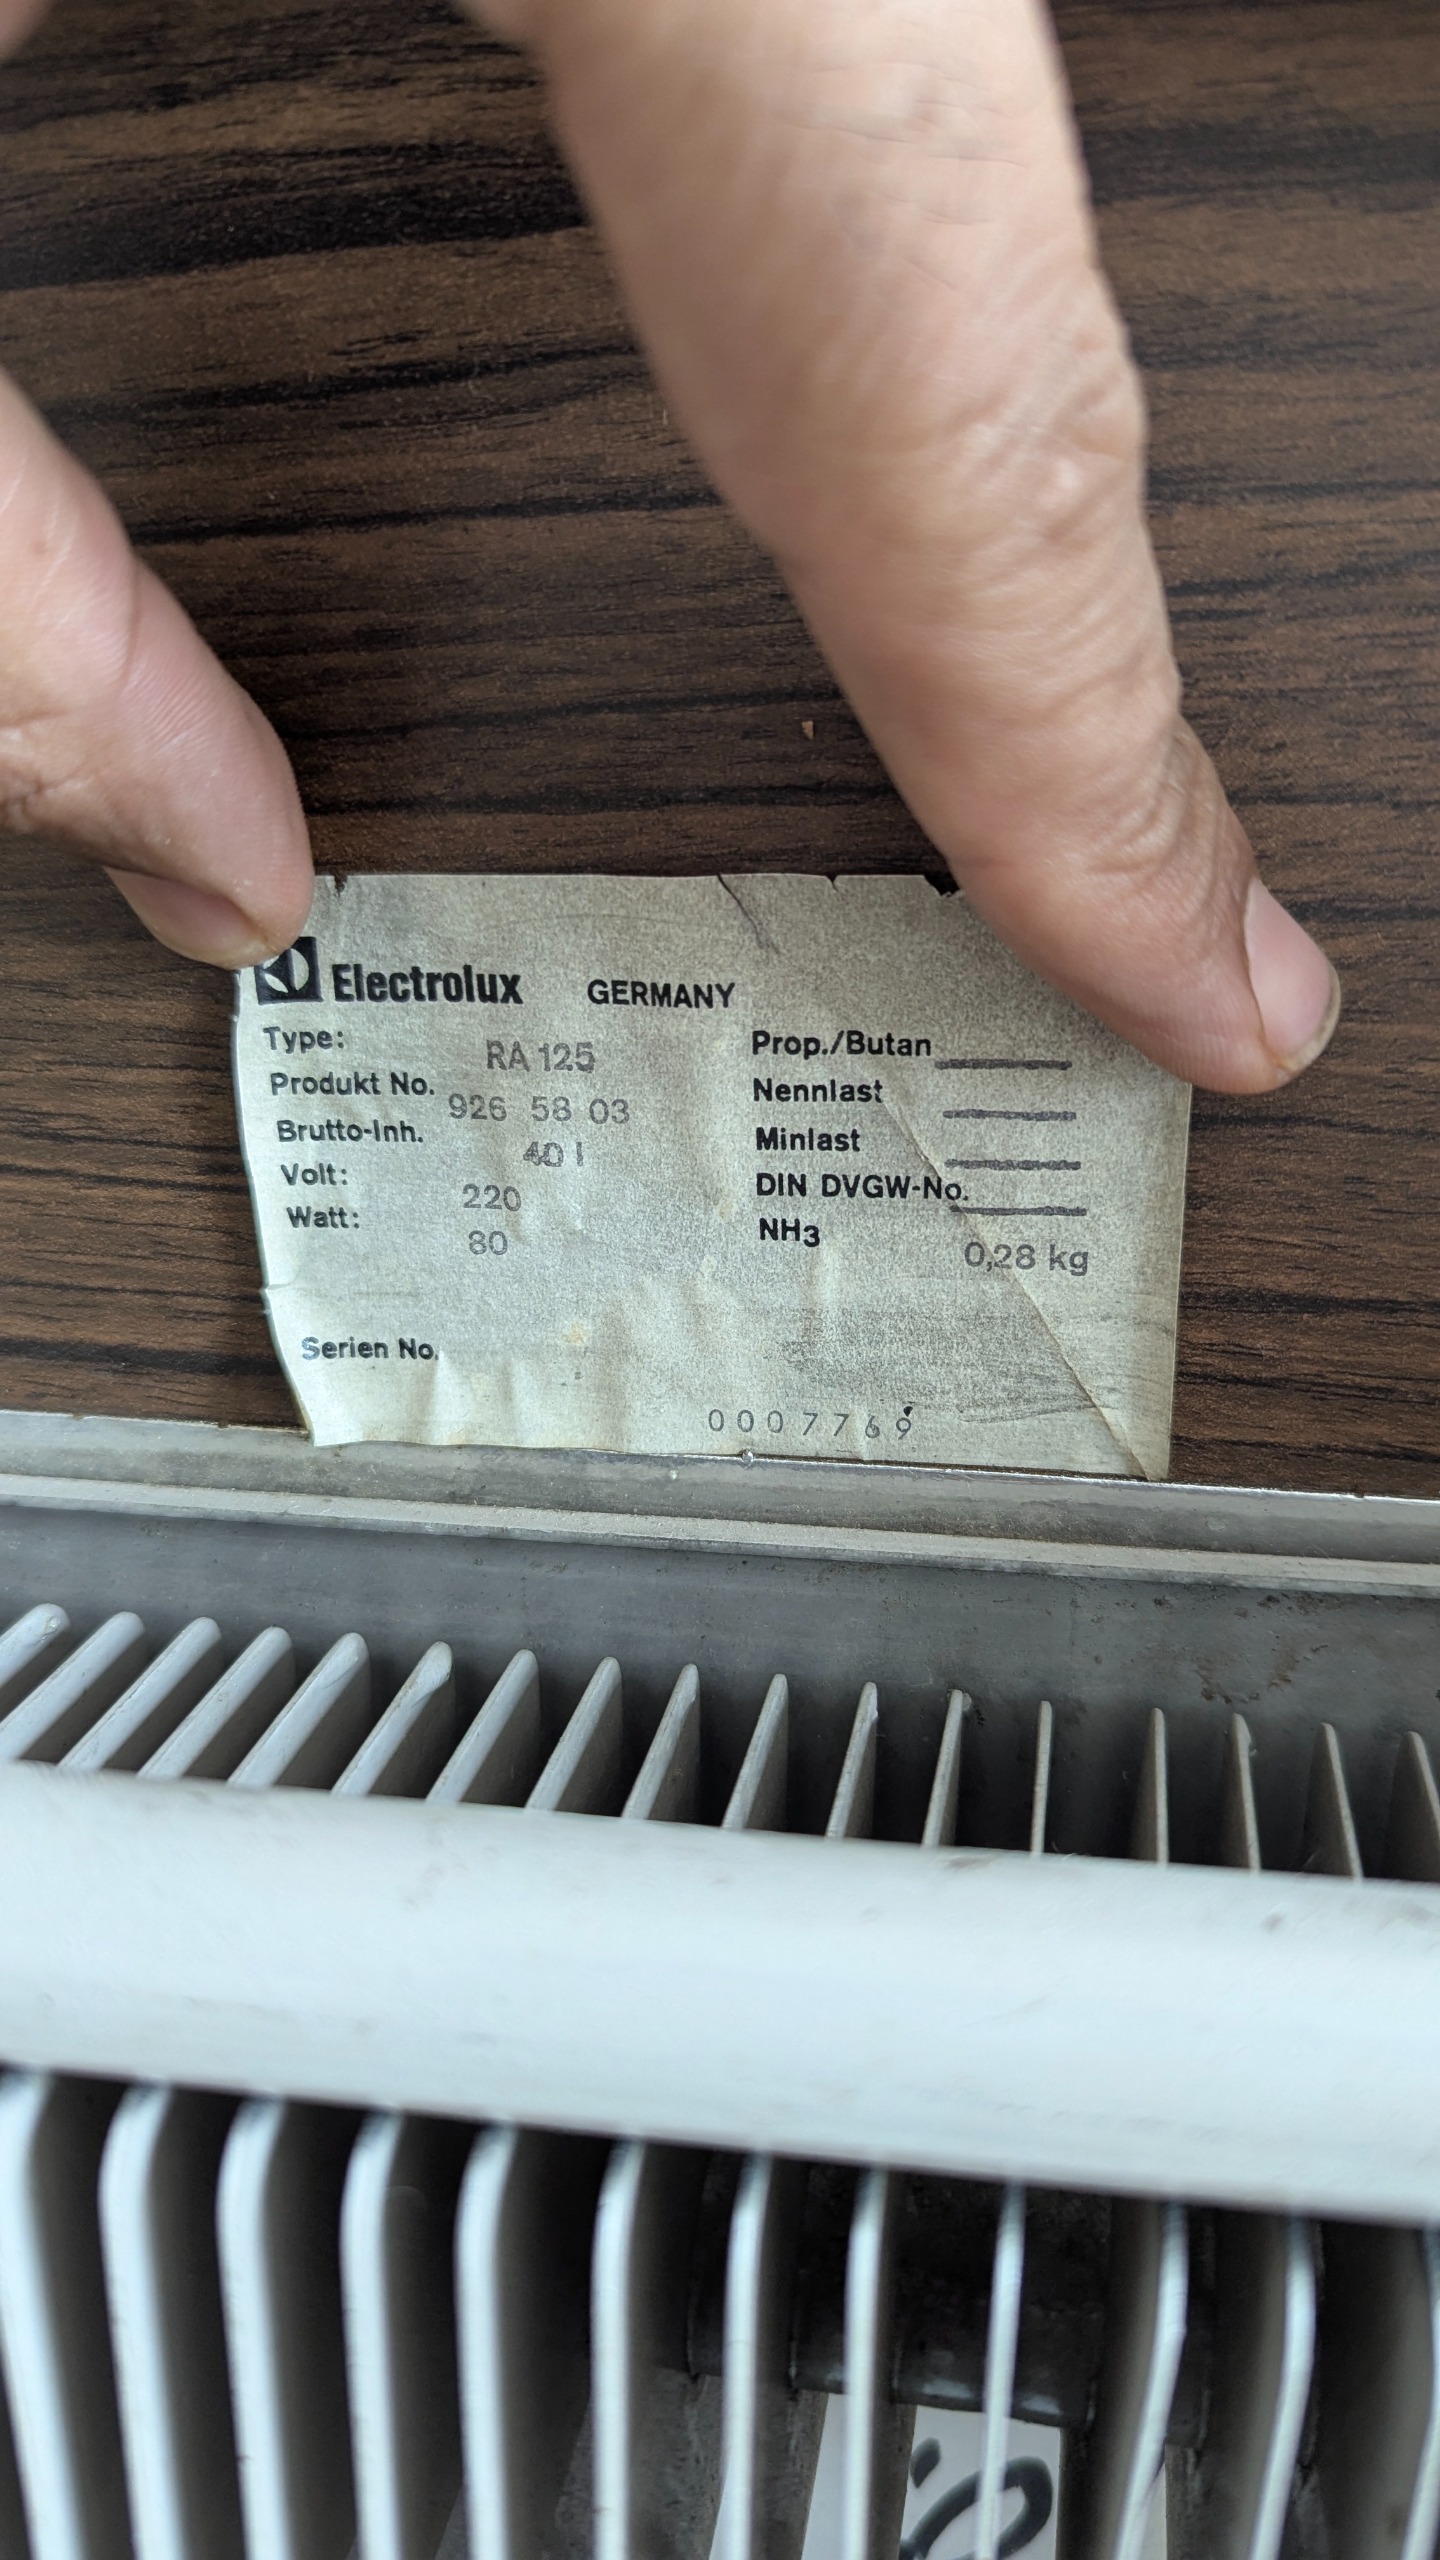 Electrolux GERMANY
Type: RA 125
Produkt No. 926 58 03
Brutto-Inh. 40 l
Volt: 220
Watt: 80
Prop./Butan
Nennlast
Minlast
DIN DVGW-No.
NH3 0,28 kg
Serien No.
0007769